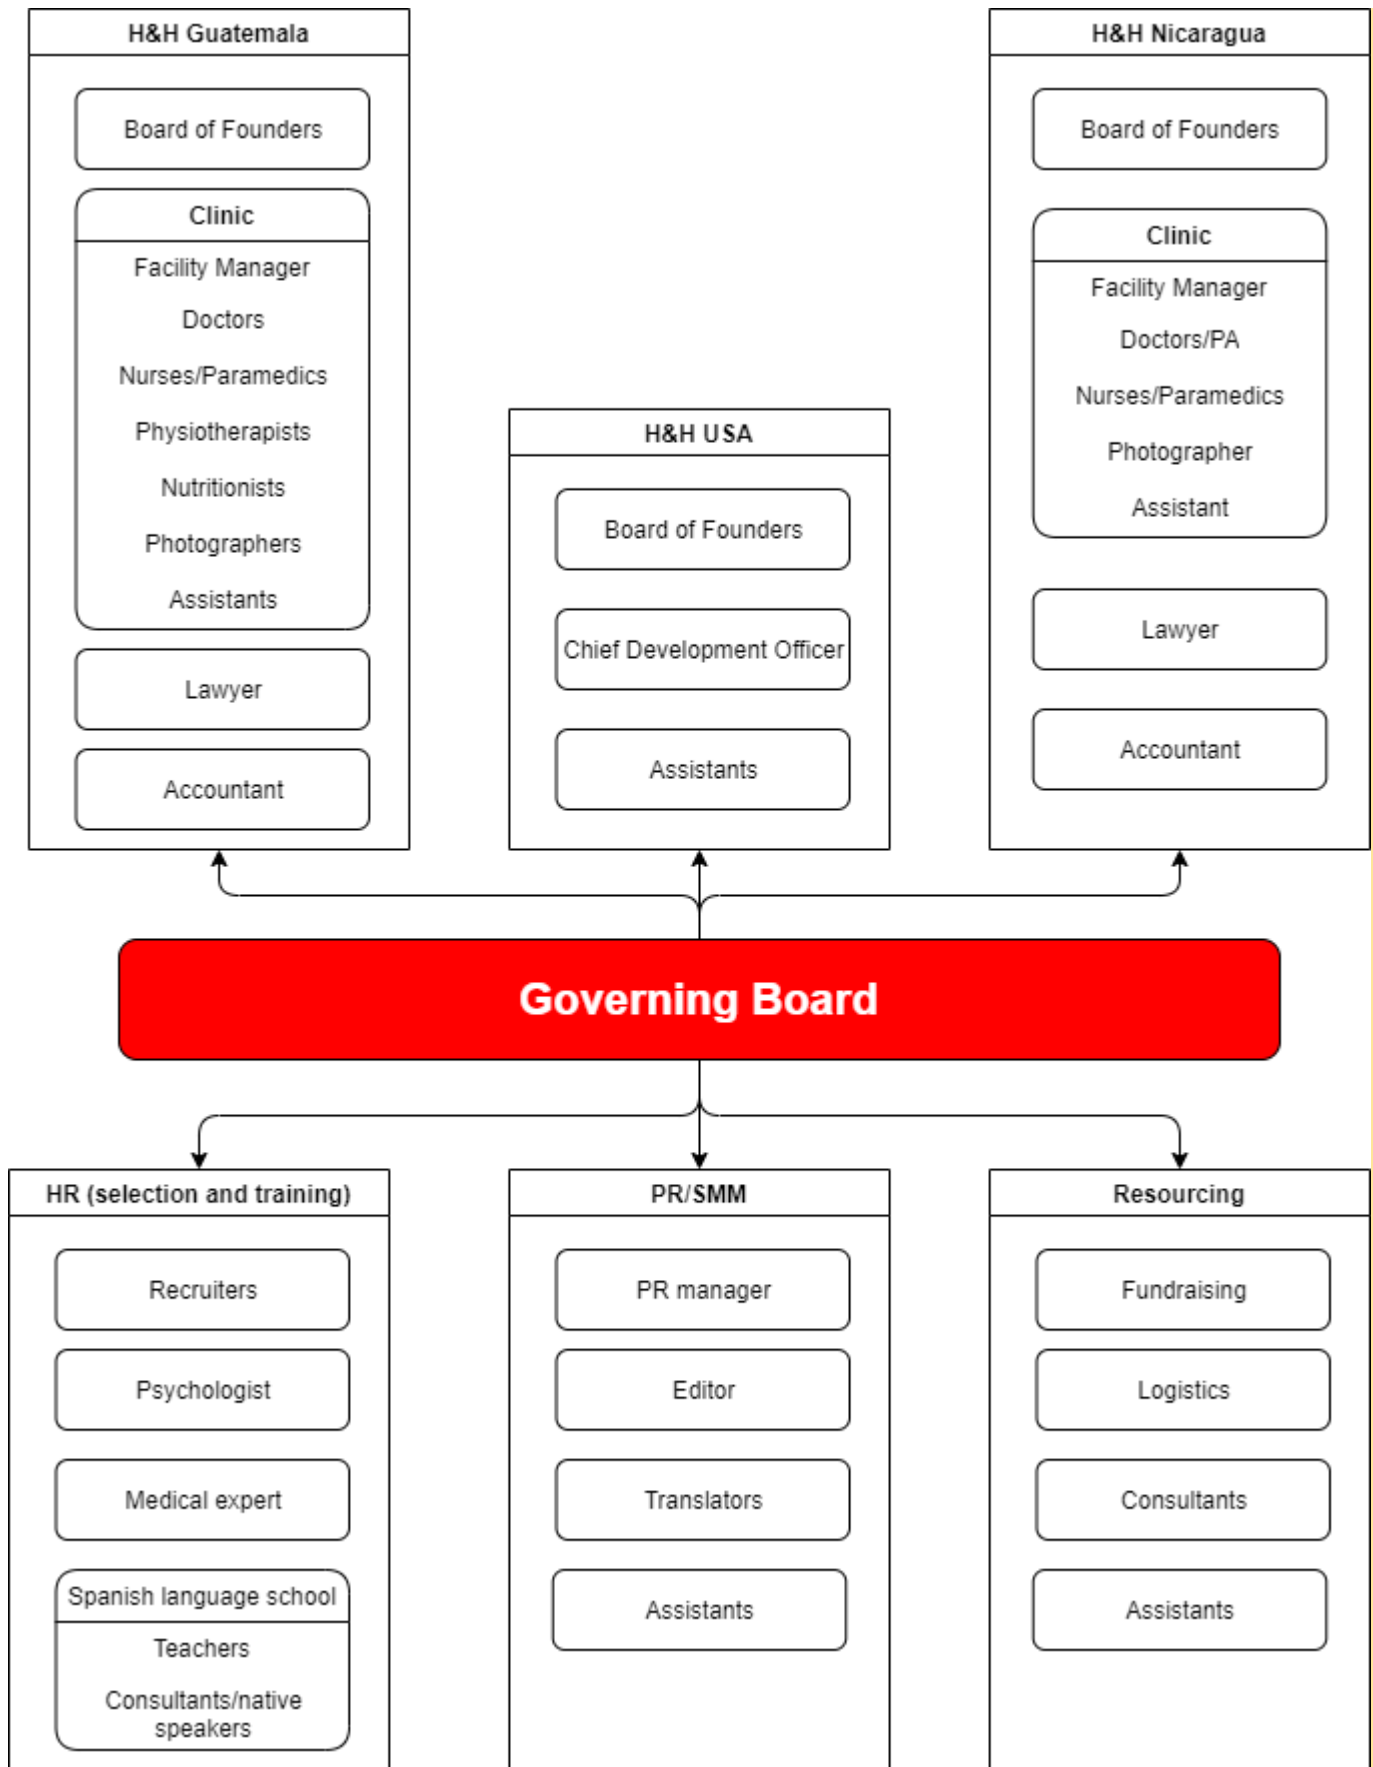 H&H Guatemala
Board of Founders
Clinic
Facility Manager
Doctors
Nurses/Paramedics
Physiotherapists
Nutritionists
Photographers
Assistants
Lawyer
Accountant
H&H USA
Board of Founders
Chief Development Officer
Assistants
H&H Nicaragua
Board of Founders
Clinic
Facility Manager
Doctors/PA
Nurses/Paramedics
Photographer
Assistant
Lawyer
Accountant
Governing Board
HR (selection and training)
Recruiters
Psychologist
Medical expert
Spanish language school
Teachers
Consultants/native
speakers
PR/SMM
PR manager
Editor
Translators
Assistants
Resourcing
Fundraising
Logistics
Consultants
Assistants